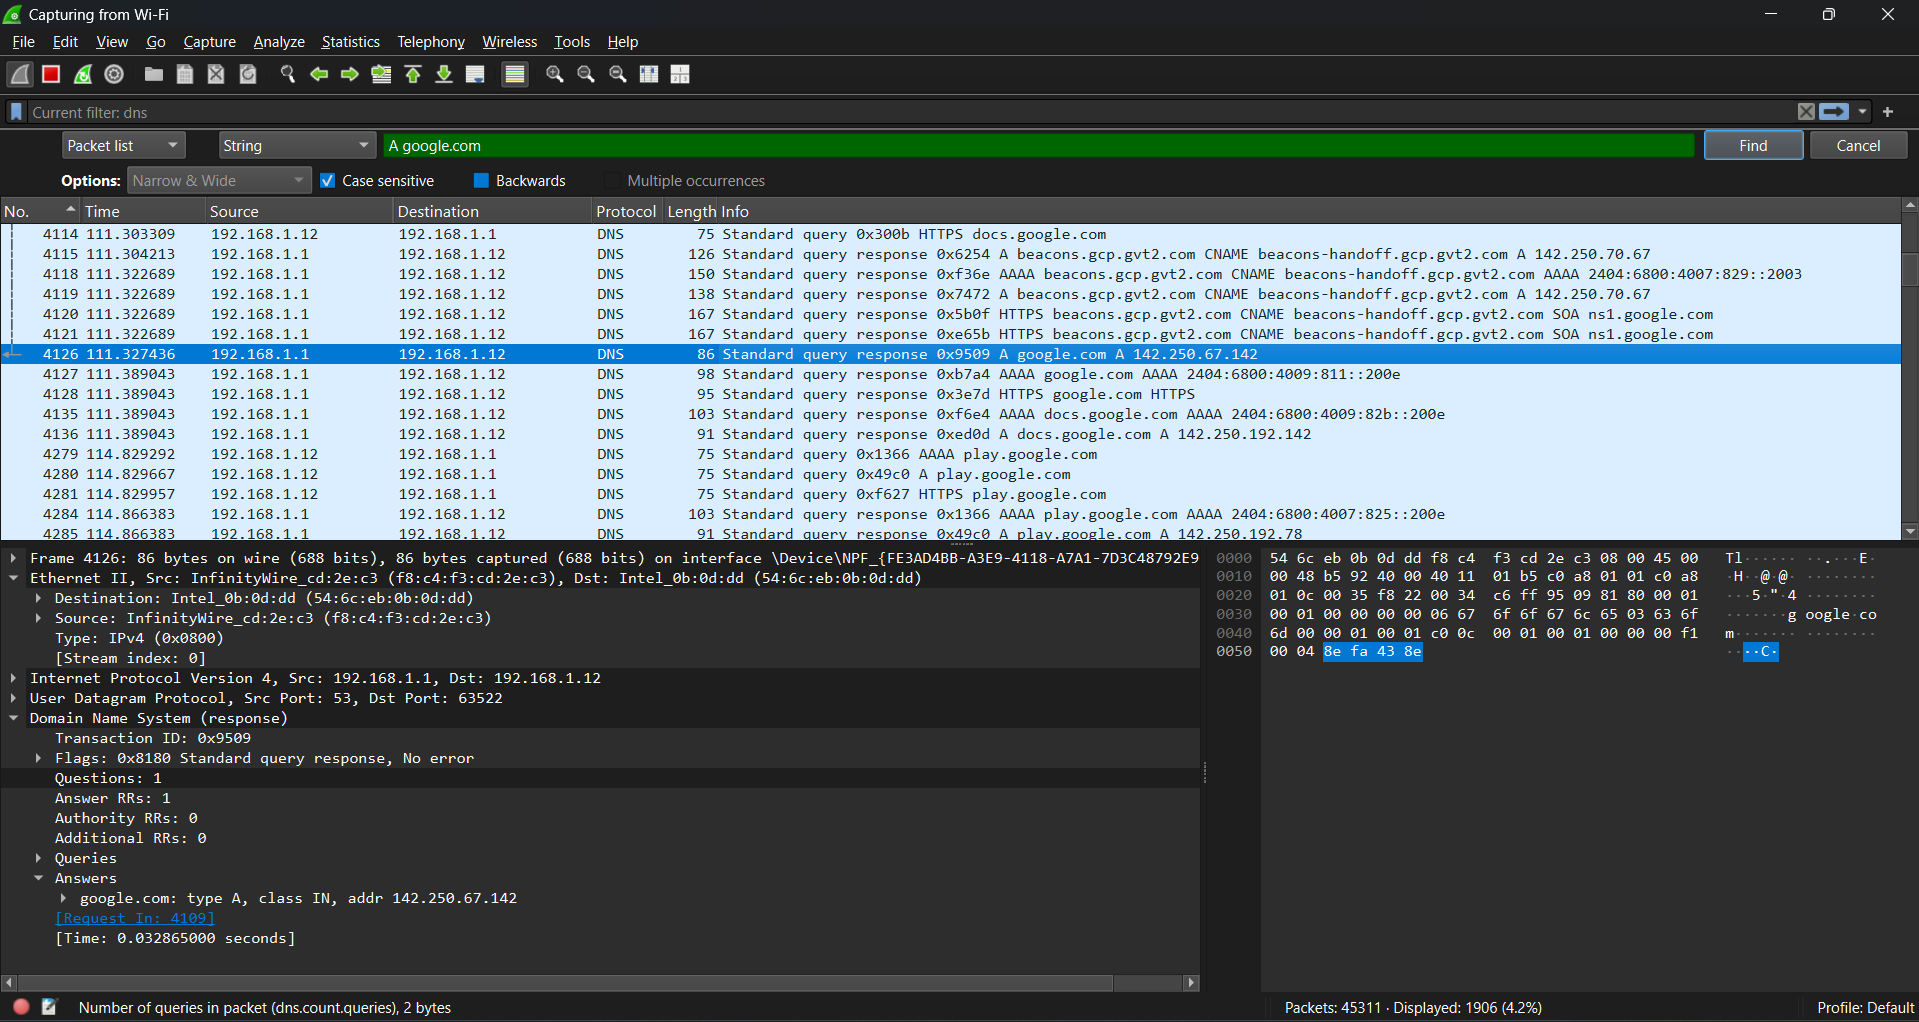 Capturing from Wi-Fi
File Edit View Go Capture Analyze Statistics Telephony Wireless Tools Help
Current filter: dns
Packet list String A google.com Find Cancel
Options: Narrow & Wide Case sensitive Backwards Multiple occurrences
No. Time Source Destination Protocol Length Info
4114 111.303309 192.168.1.12 192.168.1.1 DNS 75 Standard query 0x300b HTTPS docs.google.com
4115 111.304213 192.168.1.1 192.168.1.12 DNS 126 Standard query response 0x6254 A beacons.gcp.gvt2.com CNAME beacons-handoff.gcp.gvt2.com A 142.250.70.67
4118 111.322689 192.168.1.1 192.168.1.12 DNS 150 Standard query response 0xf36e AAAA beacons.gcp.gvt2.com CNAME beacons-handoff.gcp.gvt2.com AAAA 2404:6800:4007:829::2003
4119 111.322689 192.168.1.1 192.168.1.12 DNS 138 Standard query response 0x7472 A beacons.gcp.gvt2.com CNAME beacons-handoff.gcp.gvt2.com A 142.250.70.67
4120 111.322689 192.168.1.1 192.168.1.12 DNS 167 Standard query response 0x5b0f HTTPS beacons.gcp.gvt2.com CNAME beacons-handoff.gcp.gvt2.com SOA ns1.google.com
4121 111.322689 192.168.1.1 192.168.1.12 DNS 167 Standard query response 0xe65b HTTPS beacons.gcp.gvt2.com CNAME beacons-handoff.gcp.gvt2.com SOA ns1.google.com
4126 111.327436 192.168.1.1 192.168.1.12 DNS 86 Standard query response 0x9509 A google.com A 142.250.67.142
4127 111.389043 192.168.1.1 192.168.1.12 DNS 98 Standard query response 0xb7a4 AAAA google.com AAAA 2404:6800:4009:811::200e
4128 111.389043 192.168.1.1 192.168.1.12 DNS 95 Standard query response 0x3e7d HTTPS google.com HTTPS
4135 111.389043 192.168.1.1 192.168.1.12 DNS 103 Standard query response 0xf6e4 AAAA docs.google.com AAAA 2404:6800:4009:82b::200e
4136 111.389043 192.168.1.1 192.168.1.12 DNS 91 Standard query response 0xed0d A docs.google.com A 142.250.192.142
4279 114.829292 192.168.1.12 192.168.1.1 DNS 75 Standard query 0x1366 AAAA play.google.com
4280 114.829667 192.168.1.12 192.168.1.1 DNS 75 Standard query 0x49c0 A play.google.com
4281 114.829957 192.168.1.12 192.168.1.1 DNS 75 Standard query 0xf627 HTTPS play.google.com
4284 114.866383 192.168.1.1 192.168.1.12 DNS 103 Standard query response 0x1366 AAAA play.google.com AAAA 2404:6800:4007:825::200e
4285 114.866383 192.168.1.1 192.168.1.12 DNS 91 Standard query response 0x49c0 A play.google.com A 142.250.192.78
Frame 4126: 86 bytes on wire (688 bits), 86 bytes captured (688 bits) on interface \Device\NPF_{FE3AD4BB-A3E9-4118-A7A1-7D3C48792E9
Ethernet II, Src: InfinityWire_cd:2e:c3 (f8:c4:f3:cd:2e:c3), Dst: Intel_0b:0d:dd (54:6c:eb:0b:0d:dd)
Destination: Intel_0b:0d:dd (54:6c:eb:0b:0d:dd)
Source: InfinityWire_cd:2e:c3 (f8:c4:f3:cd:2e:c3)
Type: IPv4 (0x0800)
[Stream index: 0]
Internet Protocol Version 4, Src: 192.168.1.1, Dst: 192.168.1.12
User Datagram Protocol, Src Port: 53, Dst Port: 63522
Domain Name System (response)
Transaction ID: 0x9509
Flags: 0x8180 Standard query response, No error
Questions: 1
Answer RRs: 1
Authority RRs: 0
Additional RRs: 0
Queries
Answers
google.com: type A, class IN, addr 142.250.67.142
[Request In: 4109]
[Time: 0.032865000 seconds]
0000 54 6c eb 0b 0d dd f8 c4 f3 cd 2e c3 08 00 45 00 Tl······ ··.···E·
0010 00 48 b5 92 40 00 40 11 01 b5 c0 a8 01 01 c0 a8 ·H··@·@· ········
0020 01 0c 00 35 f8 22 00 34 c6 ff 95 09 81 80 00 01 ···5·"·4 ········
0030 00 01 00 00 00 00 06 67 6f 6f 67 6c 65 03 63 6f ·······g oogle·co
0040 6d 00 00 01 00 01 c0 0c 00 01 00 01 00 00 00 f1 m······· ········
0050 00 04 8e fa 43 8e ····C·
Number of queries in packet (dns.count.queries), 2 bytes
Packets: 45311 · Displayed: 1906 (4.2%)
Profile: Default